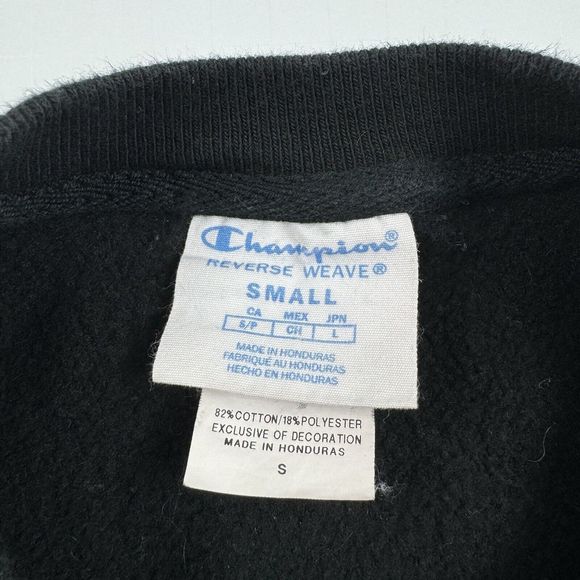 Champion®
REVERSE WEAVE®
SMALL
CA MEX JPN
S/P CH L
MADE IN HONDURAS
FABRIQUÉ AU HONDURAS
HECHO EN HONDURAS
82%COTTON/18%POLYESTER
EXCLUSIVE OF DECORATION
MADE IN HONDURAS
S